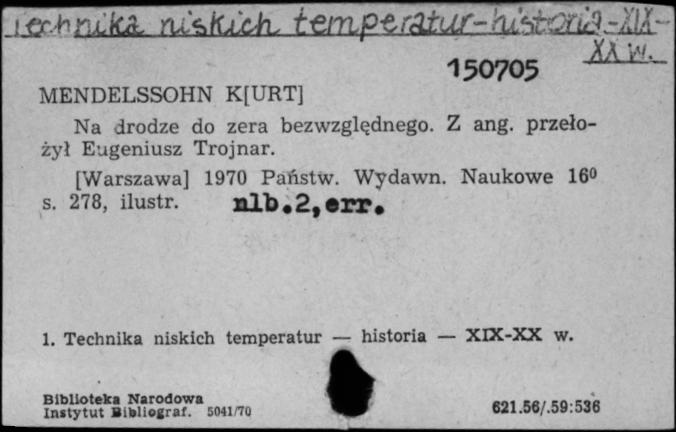 Technika niskich temperatur-historia-XIX-
XX w.
150705
MENDELSSOHN K[URT]
Na drodze do zera bezwzględnego. Z ang. przeło-
żył Eugeniusz Trojnar.
[Warszawa] 1970 Państw. Wydawn. Naukowe 16⁰
s. 278, ilustr. nlb.2,err.
1. Technika niskich temperatur — historia — XIX-XX w.
Biblioteka Narodowa
Instytut Bibliograf. 5041/70
621.56/.59:536